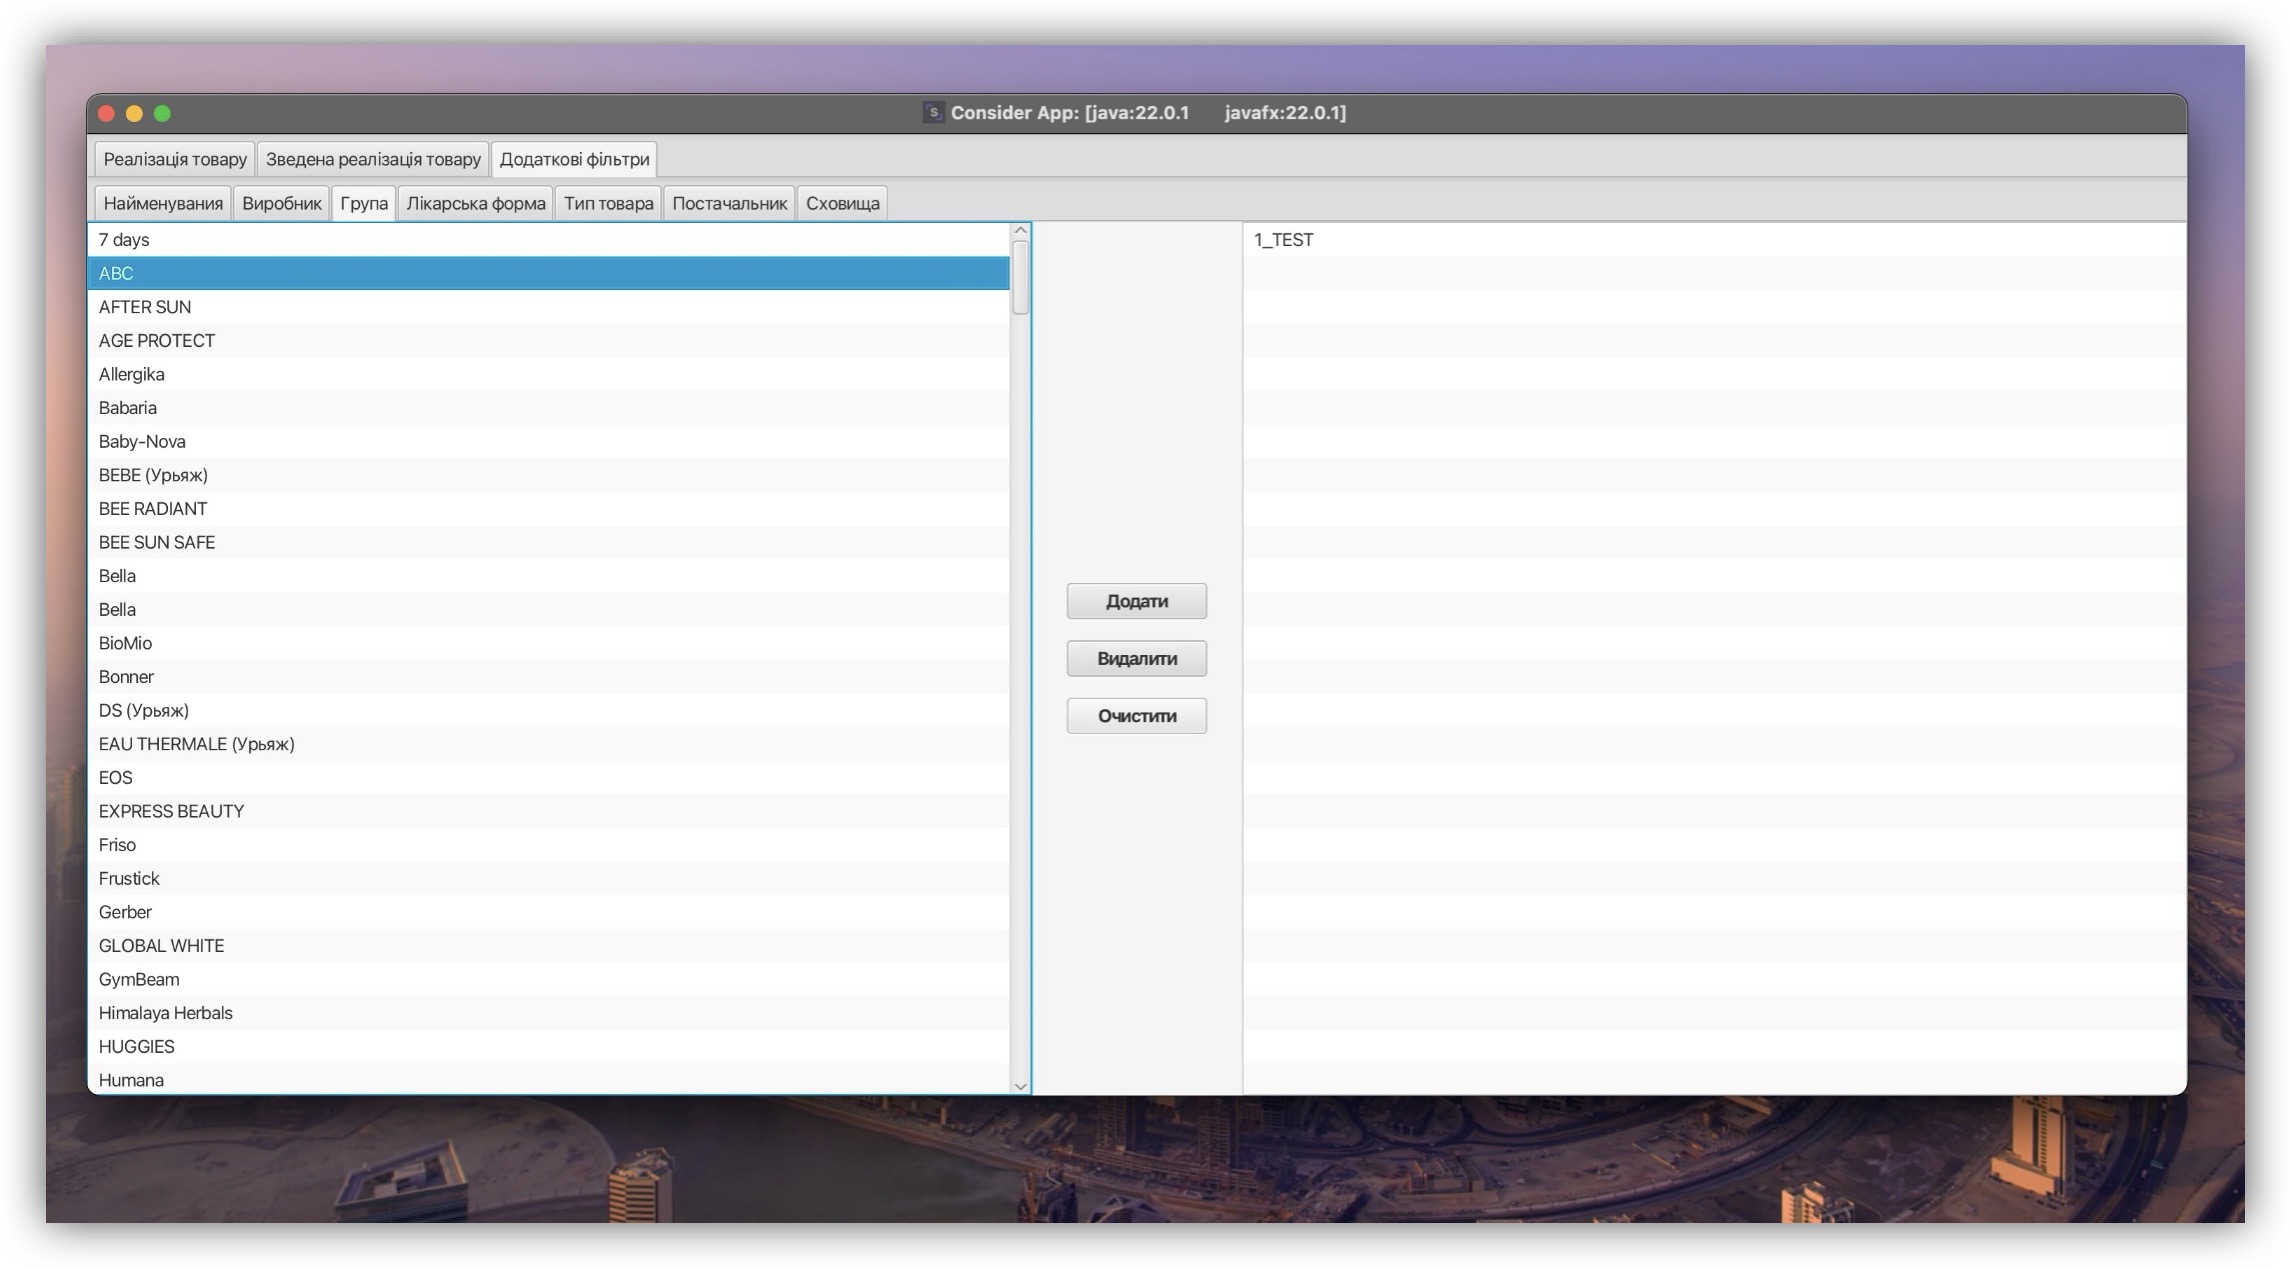 S
Consider App: [java:22.0.1 javafx:22.0.1]
Реалізація товару Зведена реалізація товару Додаткові фільтри
Найменування Виробник Група Лікарська форма Тип товара Постачальник Сховища
7 days
ABC
AFTER SUN
AGE PROTECT
Allergika
Babaria
Baby-Nova
BEBE (Урьяж)
BEE RADIANT
BEE SUN SAFE
Bella
Bella
BioMio
Bonner
DS (Урьяж)
EAU THERMALE (Урьяж)
EOS
EXPRESS BEAUTY
Friso
Frustick
Gerber
GLOBAL WHITE
GymBeam
Himalaya Herbals
HUGGIES
Humana
Додати
Видалити
Очистити
1_TEST